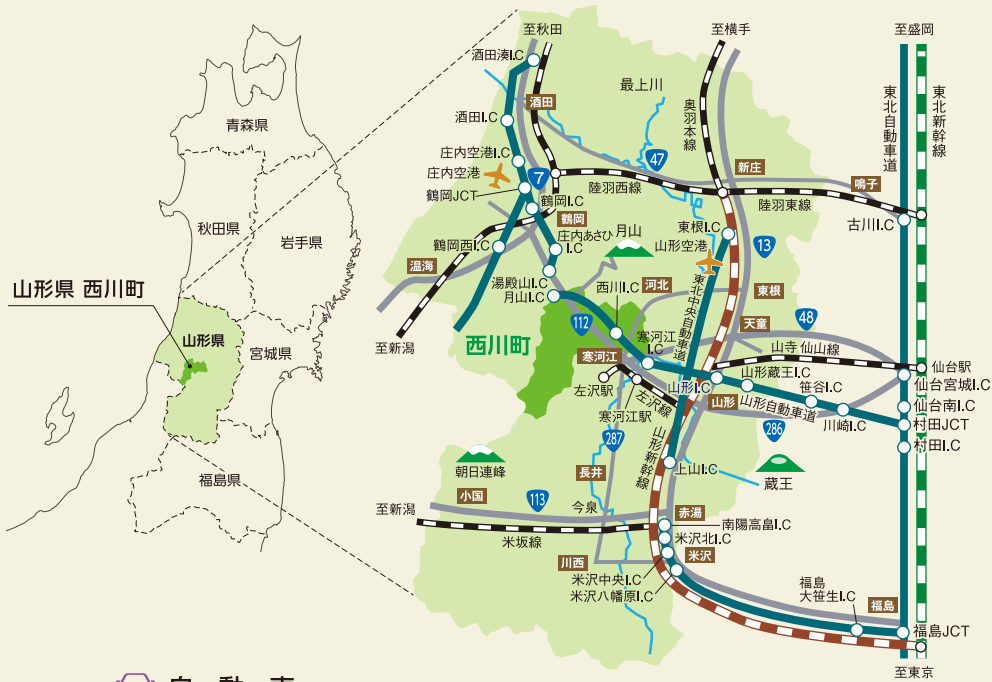 青森県
秋田県
岩手県
山形県 西川町
山形県
宮城県
福島県
至秋田
至横手
至盛岡
酒田湊I.C
酒田
最上川
奥羽本線
東北自動車道
東北新幹線
酒田I.C
47
庄内空港I.C
庄内空港
7
新庄
鶴岡JCT
陸羽西線
陸羽東線
鳴子
鶴岡I.C
鶴岡
古川I.C
庄内あさひ
I.C
月山
東根I.C
山形空港
13
鶴岡西I.C
温海
湯殿山I.C
月山I.C
西川I.C
河北
東北中央自動車道
東根
112
48
天童
至新潟
西川町
寒河江
I.C
寒河江
山寺 仙山線
仙台駅
左沢駅
山形I.C
山形蔵王I.C
笹谷I.C
仙台宮城I.C
左沢線
山形
山形自動車道
仙台南I.C
寒河江駅
川崎I.C
村田JCT
286
287
山形新幹線
村田I.C
朝日連峰
長井
上山I.C
蔵王
小国
113
今泉
赤湯
至新潟
南陽高畠I.C
米坂線
米沢北I.C
川西
米沢
米沢中央I.C
米沢八幡原I.C
福島
大笹生I.C
福島
福島JCT
至東京
自 動 車